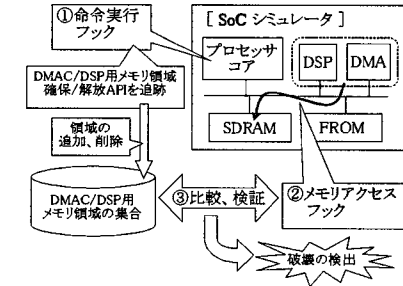 ①命令実行
フック
[ SoC シミュレータ ]
プロセッサ
コア
DSP
DMA
DMAC/DSP用メモリ領域
確保/解放APIを追跡
SDRAM
FROM
領域の
追加、削除
DMAC/DSP用
メモリ領域の集合
③比較、検証
②メモリアクセス
フック
破壊の検出